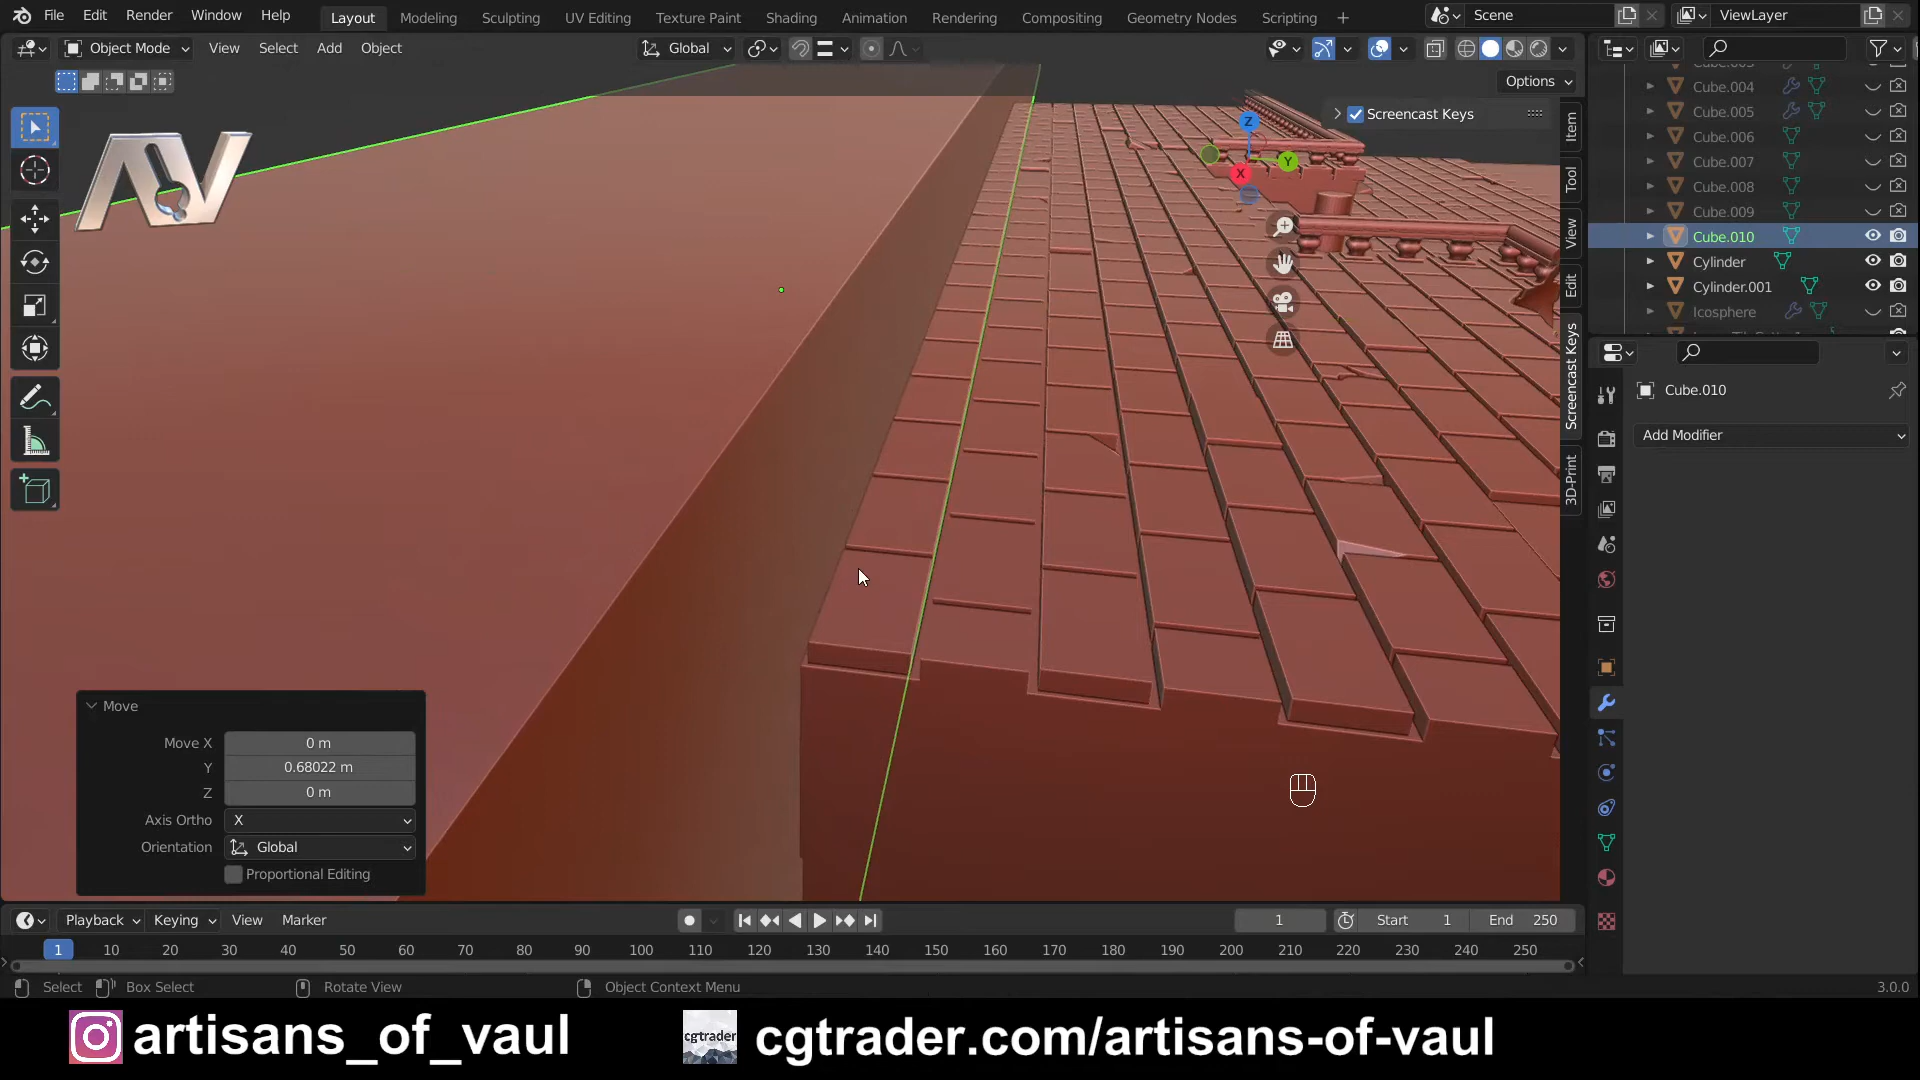 File Edit Render Window Help Layout Modeling Sculpting UV Editing Texture Paint Shading Animation Rendering Compositing Geometry Nodes Scripting + Scene ViewLayer
Object Mode View Select Add Object Global
Options
Screencast Keys
AV
Z
Y
X
Item
Tool
View
Edit
Screencast Keys
3D-Print
Cube.004
Cube.005
Cube.006
Cube.007
Cube.008
Cube.009
Cube.010
Cylinder
Cylinder.001
Icosphere
Cube.010
Add Modifier
Move
Move X 0 m
Y 0.68022 m
Z 0 m
Axis Ortho X
Orientation Global
Proportional Editing
Playback Keying View Marker 1 Start 1 End 250
1 10 20 30 40 50 60 70 80 90 100 110 120 130 140 150 160 170 180 190 200 210 220 230 240 250
Select Box Select Rotate View Object Context Menu 3.0.0
artisans_of_vaul cgtrader cgtrader.com/artisans-of-vaul